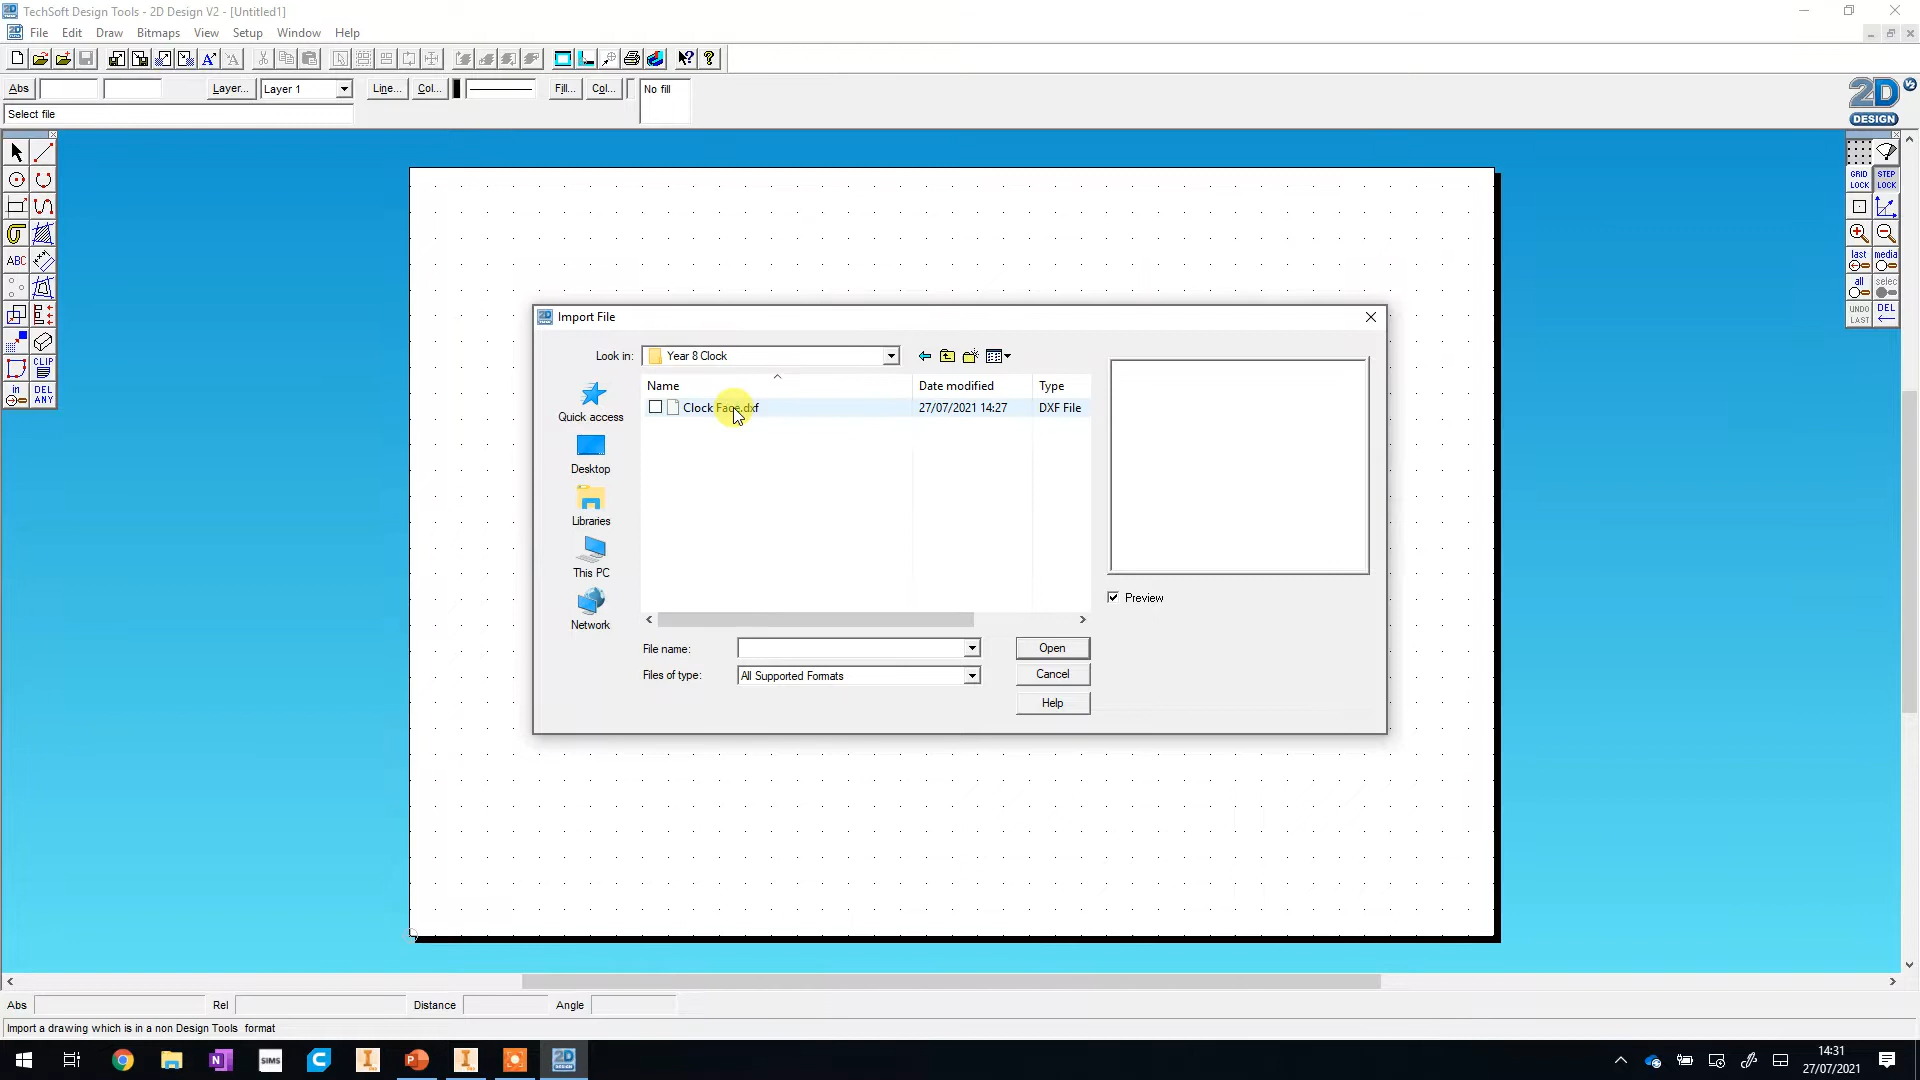 TechSoft Design Tools - 2D Design V2 - [Untitled1]
File Edit Draw Bitmaps View Setup Window Help
Abs Layer... Layer 1 Line... Col... Fill... Col... No fill
Select file
2D V2
DESIGN
GRID LOCK STEP LOCK
ABC
last media
all selec
UNDO LAST DEL
CLIP
in DEL ANY
Import File
Look in: Year 8 Clock
Name Date modified Type
Clock Face.dxf 27/07/2021 14:27 DXF File
Quick access
Desktop
Libraries
This PC
Network
Preview
File name: Open
Files of type: All Supported Formats Cancel
Help
Abs Rel Distance Angle
Import a drawing which is in a non Design Tools format
SIMS
2D DESIGN
14:31
27/07/2021